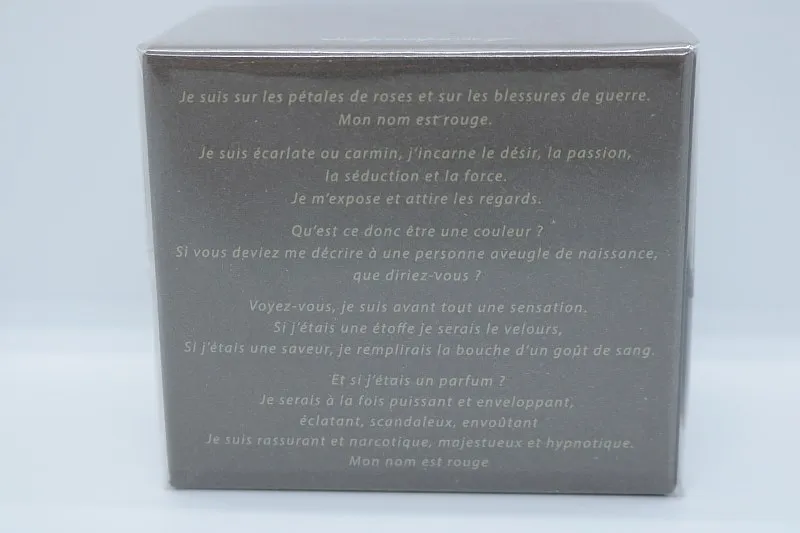 Je suis sur les pétales de roses et sur les blessures de guerre.
Mon nom est rouge.
Je suis écarlate ou carmin, j'incarne le désir, la passion,
la séduction et la force.
Je m'expose et attire les regards.
Qu'est ce donc être une couleur ?
Si vous deviez me décrire à une personne aveugle de naissance,
que diriez-vous ?
Voyez-vous, je suis avant tout une sensation.
Si j'étais une étoffe je serais le velours,
Si j'étais une saveur, je remplirais la bouche d'un goût de sang.
Et si j'étais un parfum ?
Je serais à la fois puissant et enveloppant,
éclatant, scandaleux, envoûtant
Je suis rassurant et narcotique, majestueux et hypnotique.
Mon nom est rouge